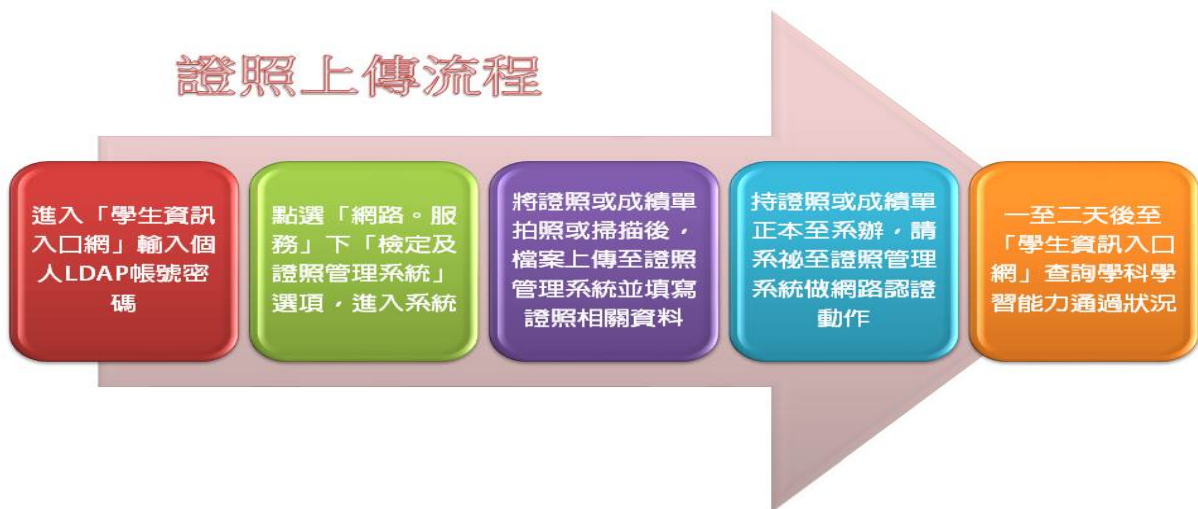 證照上傳流程
進入「學生資訊
入口網」輸入個
人LDAP帳號密
碼
點選「網路。服
務」下「檢定及
證照管理系統」
選項，進入系統
將證照或成績單
拍照或掃描後，
檔案上傳至證照
管理系統並填寫
證照相關資料
持證照或成績單
正本至系辦，請
系祕至證照管理
系統做網路認證
動作
一至二天後至
「學生資訊入口
網」查詢學科學
習能力通過狀況